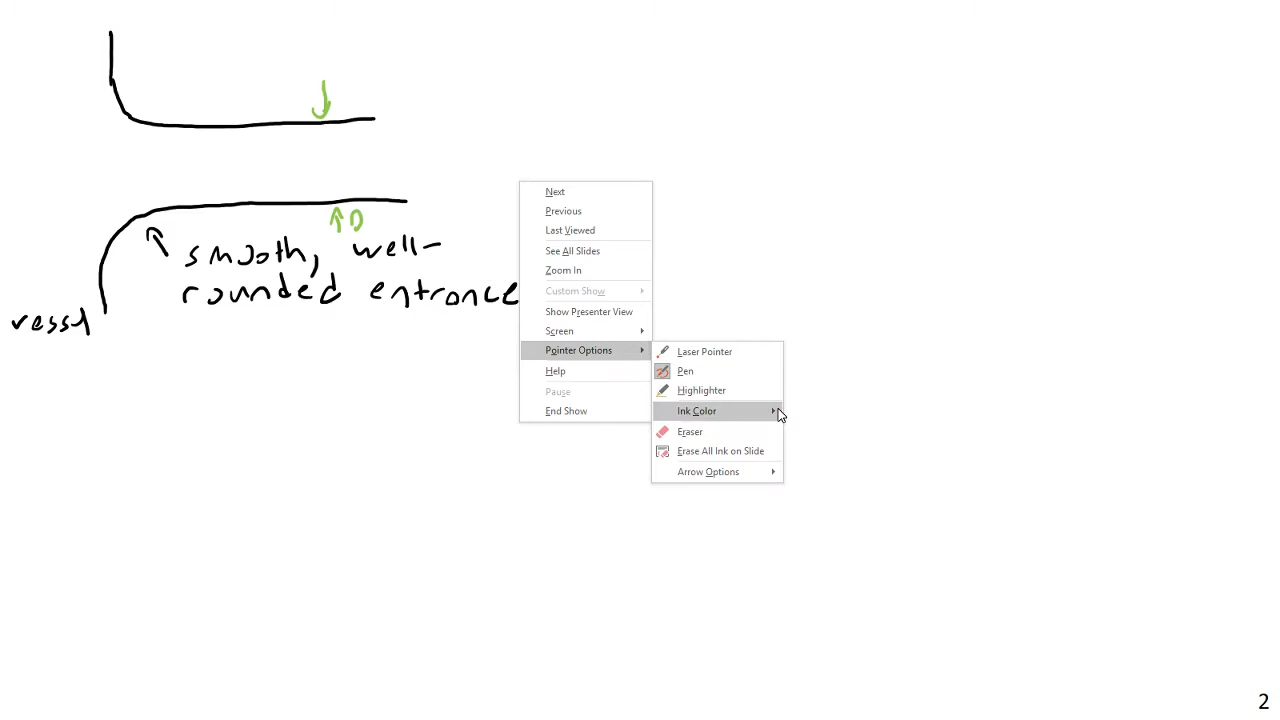 D
smooth, well-
rounded entrance
vessel
Next
Previous
Last Viewed
See All Slides
Zoom In
Custom Show
Show Presenter View
Screen
Pointer Options
Help
Pause
End Show
Laser Pointer
Pen
Highlighter
Ink Color
Eraser
Erase All Ink on Slide
Arrow Options
2